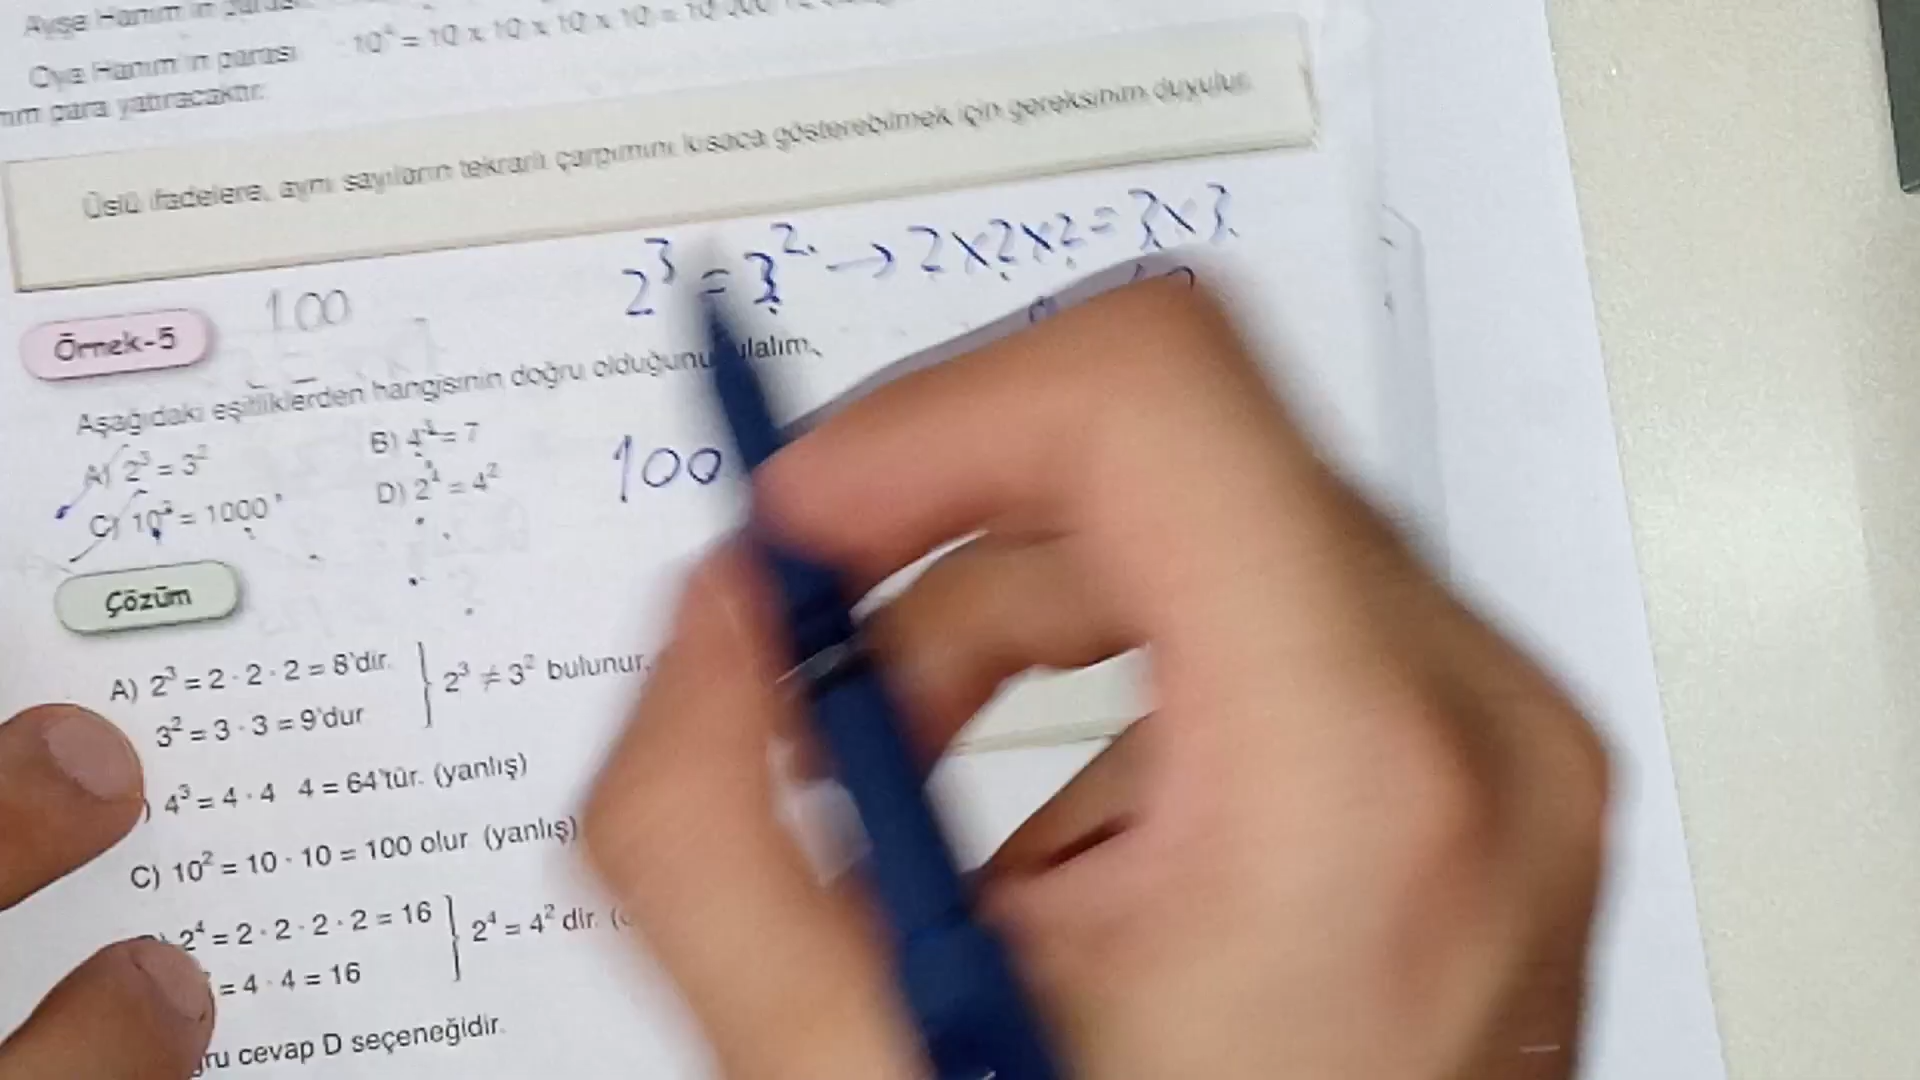 Ayşe Hanım'ın
Oya Hanım'ın parası 10⁴ = 10 x 10 x 10 x 10 = 10 000
para yatıracaktır.
Üslü ifadelere, aynı sayıların tekrarlı çarpımını kısaca gösterebilmek için gereksinim duyulur.
2³ = 3² → 2x2x2 = 3x3
100
Örnek-5
Aşağıdaki eşitliklerden hangisinin doğru olduğunu bulalım.
A) 2³ = 3² B) 4³ = 7
C) 10² = 1000 D) 2⁴ = 4²
100
Çözüm
A) 2³ = 2 · 2 · 2 = 8'dir. 2³ ≠ 3² bulunur.
3² = 3 · 3 = 9'dur
) 4³ = 4 · 4 4 = 64'tür. (yanlış)
C) 10² = 10 · 10 = 100 olur (yanlış)
2⁴ = 2 · 2 · 2 · 2 = 16 2⁴ = 4² dir.
= 4 · 4 = 16
cevap D seçeneğidir.